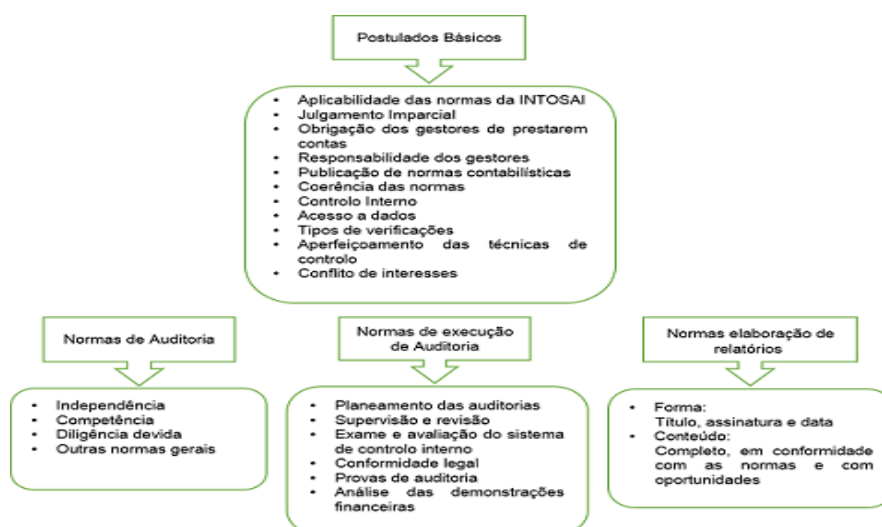 Postulados Básicos
• Aplicabilidade das normas da INTOSAI
• Julgamento Imparcial
• Obrigação dos gestores de prestarem
contas
• Responsabilidade dos gestores
• Publicação de normas contabilísticas
• Coerência das normas
• Controlo Interno
• Acesso a dados
• Tipos de verificações
• Aperfeiçoamento das técnicas de
controlo
• Conflito de interesses
Normas de Auditoria
• Independência
• Competência
• Diligência devida
• Outras normas gerais
Normas de execução
de Auditoria
• Planeamento das auditorias
• Supervisão e revisão
• Exame e avaliação do sistema
de controlo interno
• Conformidade legal
• Provas de auditoria
• Análise das demonstrações
financeiras
Normas elaboração de
relatórios
• Forma:
Título, assinatura e data
• Conteúdo:
Completo, em conformidade
com as normas e com
oportunidades